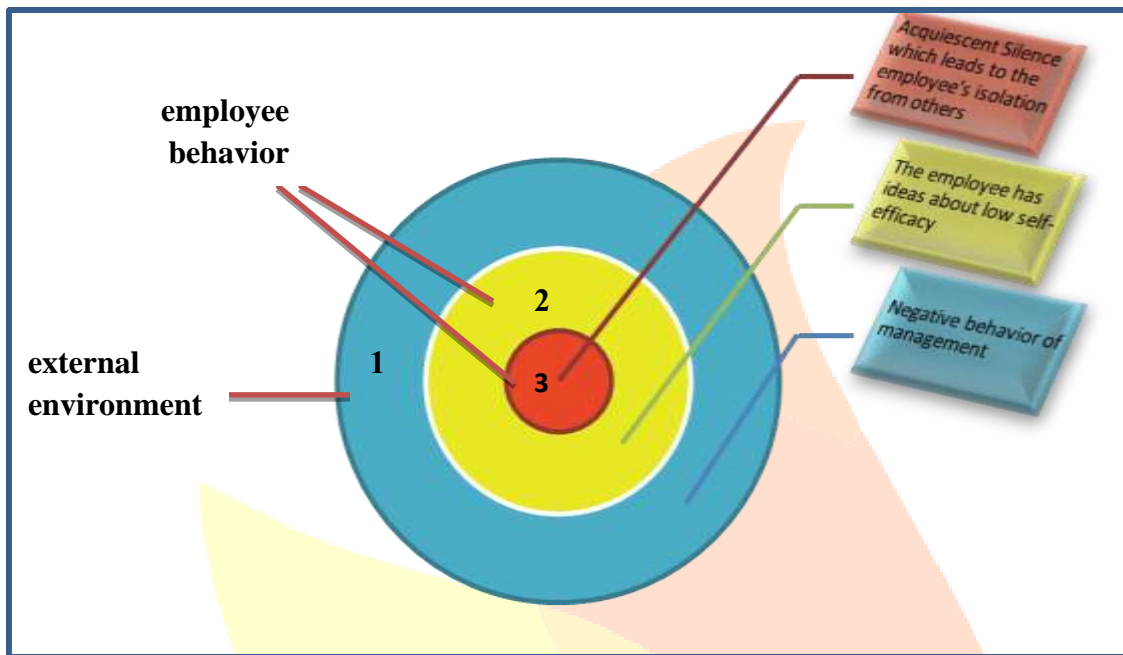 employee
behavior
external
environment
1
2
3
Acquiescent Silence
which leads to the
employee's isolation
from others
The employee has
ideas about low self-
efficacy
Negative behavior of
management